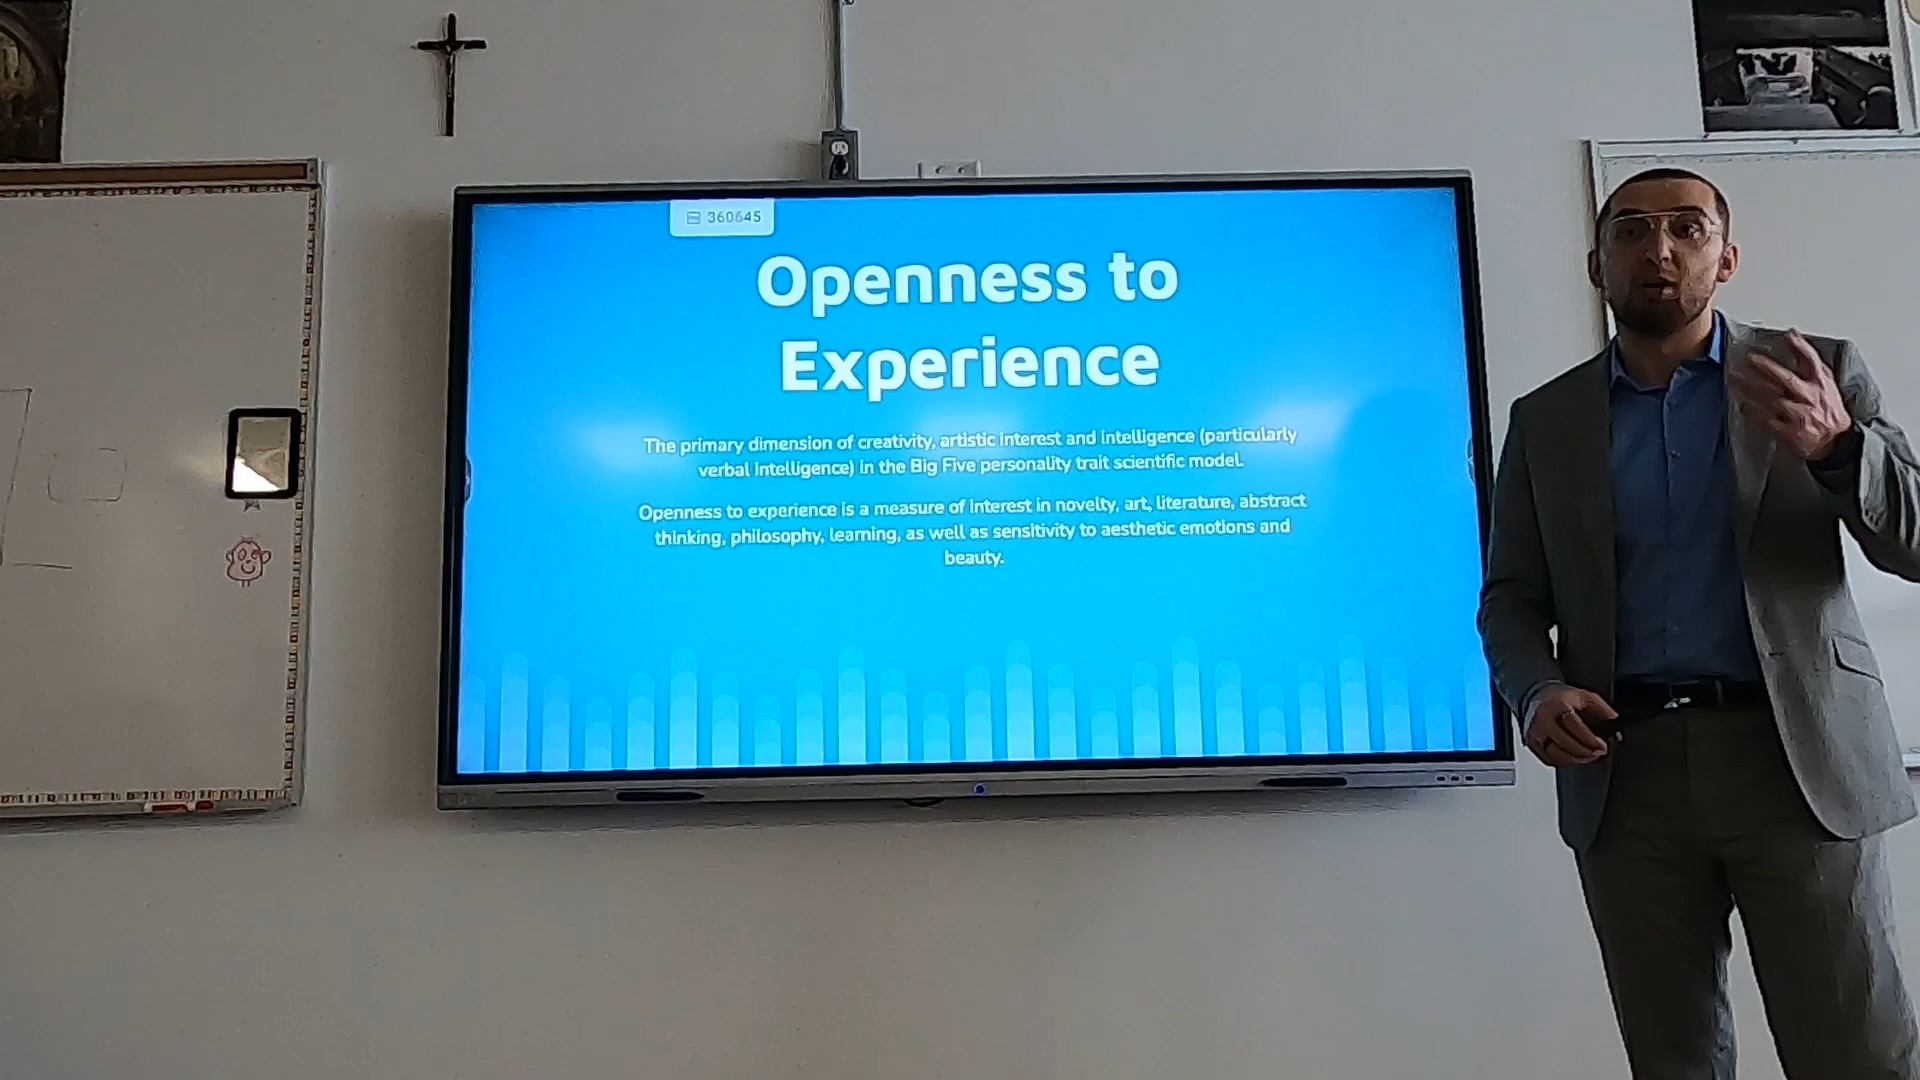 360645
Openness to
Experience
The primary dimension of creativity, artistic interest and intelligence (particularly
verbal intelligence) in the Big Five personality trait scientific model.
Openness to experience is a measure of interest in novelty, art, literature, abstract
thinking, philosophy, learning, as well as sensitivity to aesthetic emotions and
beauty.